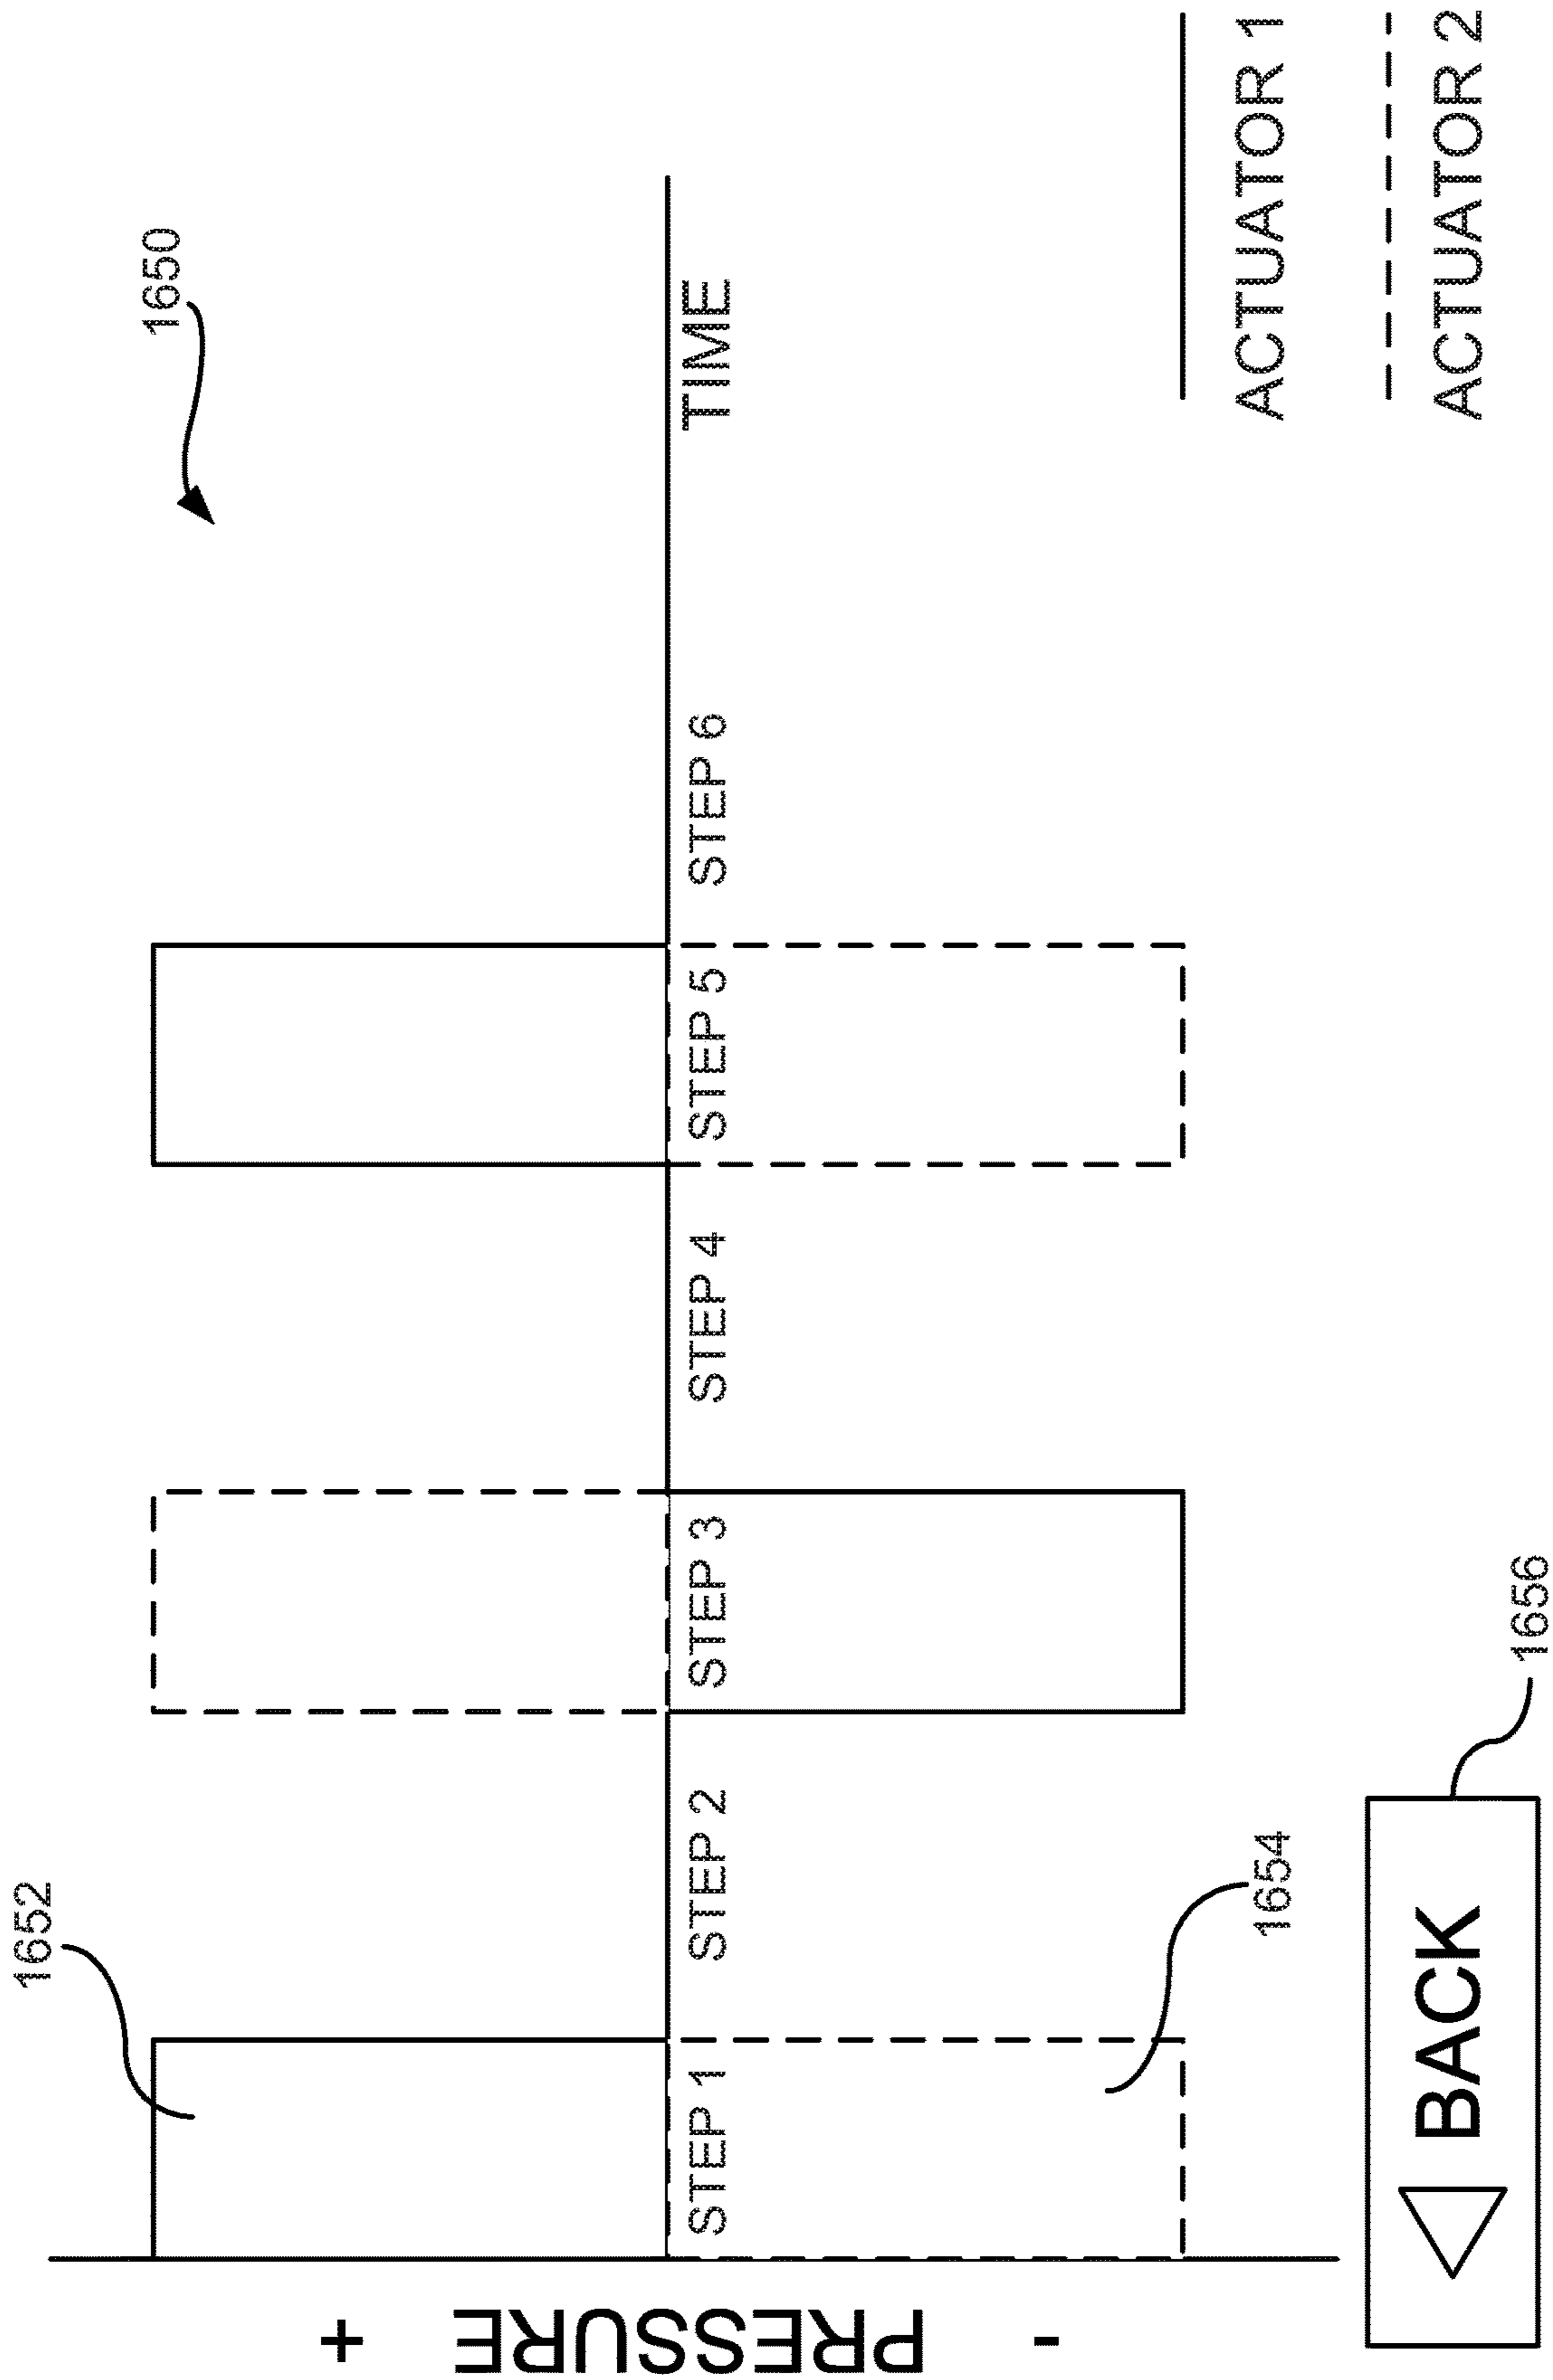 1650
1652
+
PRESSURE
-
STEP 1
STEP 2
STEP 3
STEP 4
STEP 5
STEP 6
TIME
1654
ACTUATOR 1
ACTUATOR 2
BACK
1656